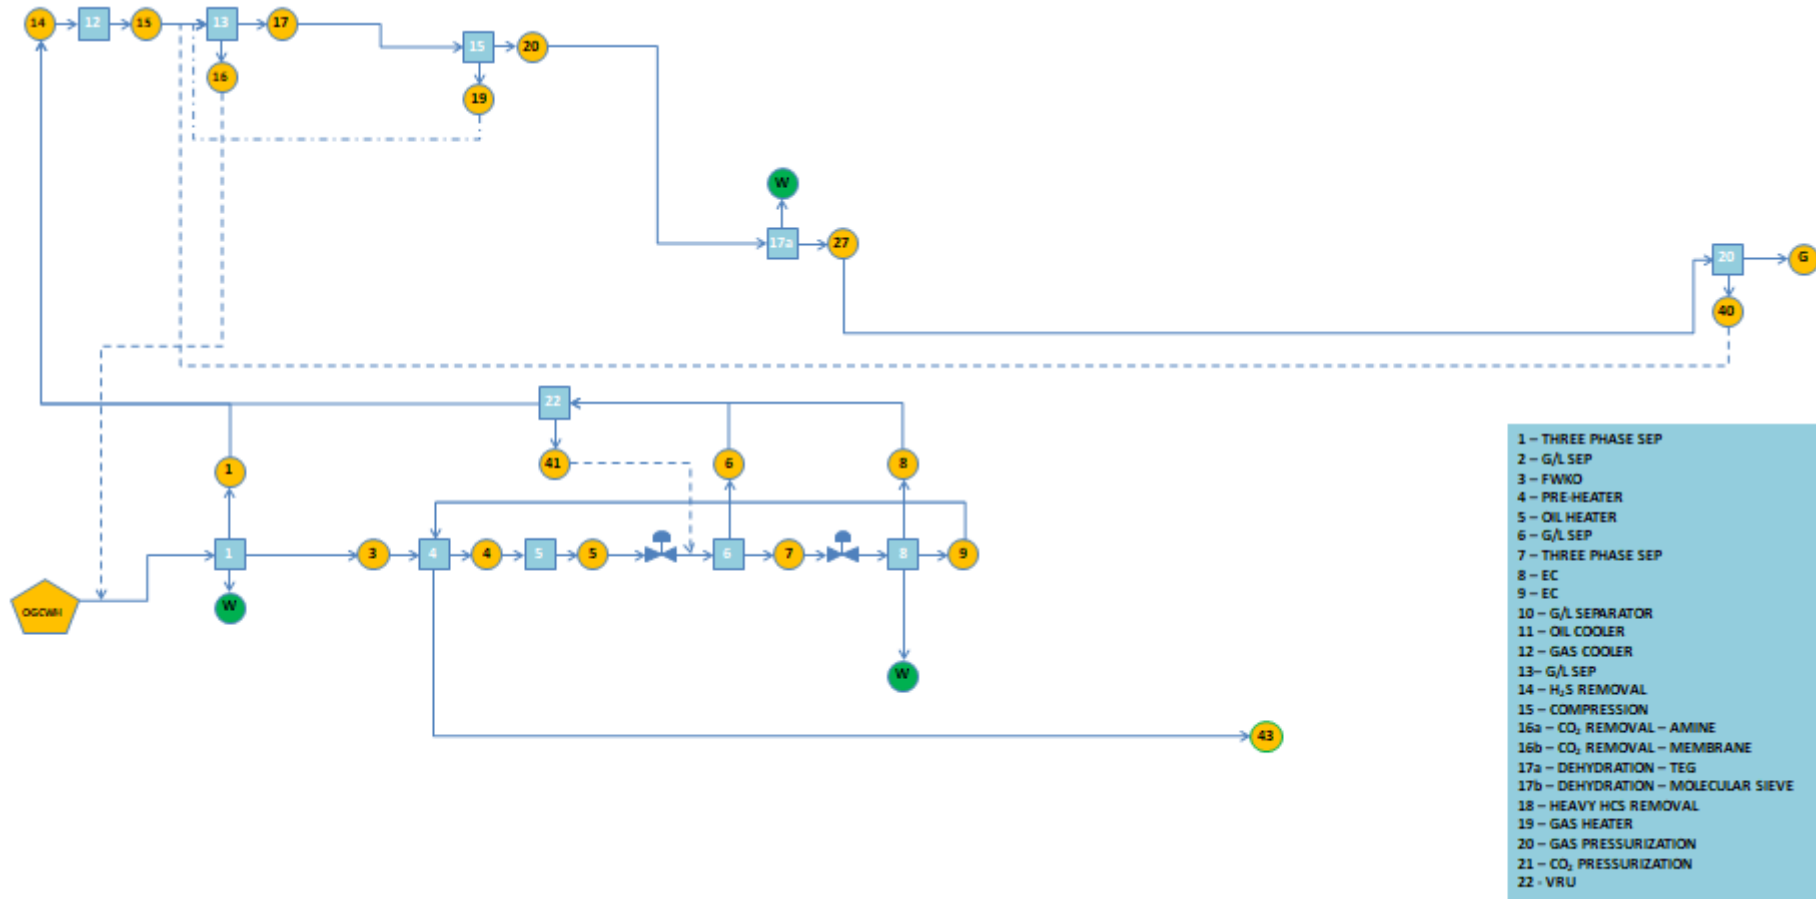 14
12
15
13
17
16
15
20
19
W
17a
27
20
G
40
22
41
6
8
1
1
3
4
4
5
5
6
7
8
9
OGCWH
W
W
43
1 – THREE PHASE SEP
2 – G/L SEP
3 – FWKO
4 – PRE-HEATER
5 – OIL HEATER
6 – G/L SEP
7 – THREE PHASE SEP
8 – EC
9 – EC
10 – G/L SEPARATOR
11 – OIL COOLER
12 – GAS COOLER
13– G/L SEP
14 – H₂S REMOVAL
15 – COMPRESSION
16a – CO₂ REMOVAL – AMINE
16b – CO₂ REMOVAL – MEMBRANE
17a – DEHYDRATION – TEG
17b – DEHYDRATION – MOLECULAR SIEVE
18 – HEAVY HCS REMOVAL
19 – GAS HEATER
20 – GAS PRESSURIZATION
21 – CO₂ PRESSURIZATION
22 - VRU